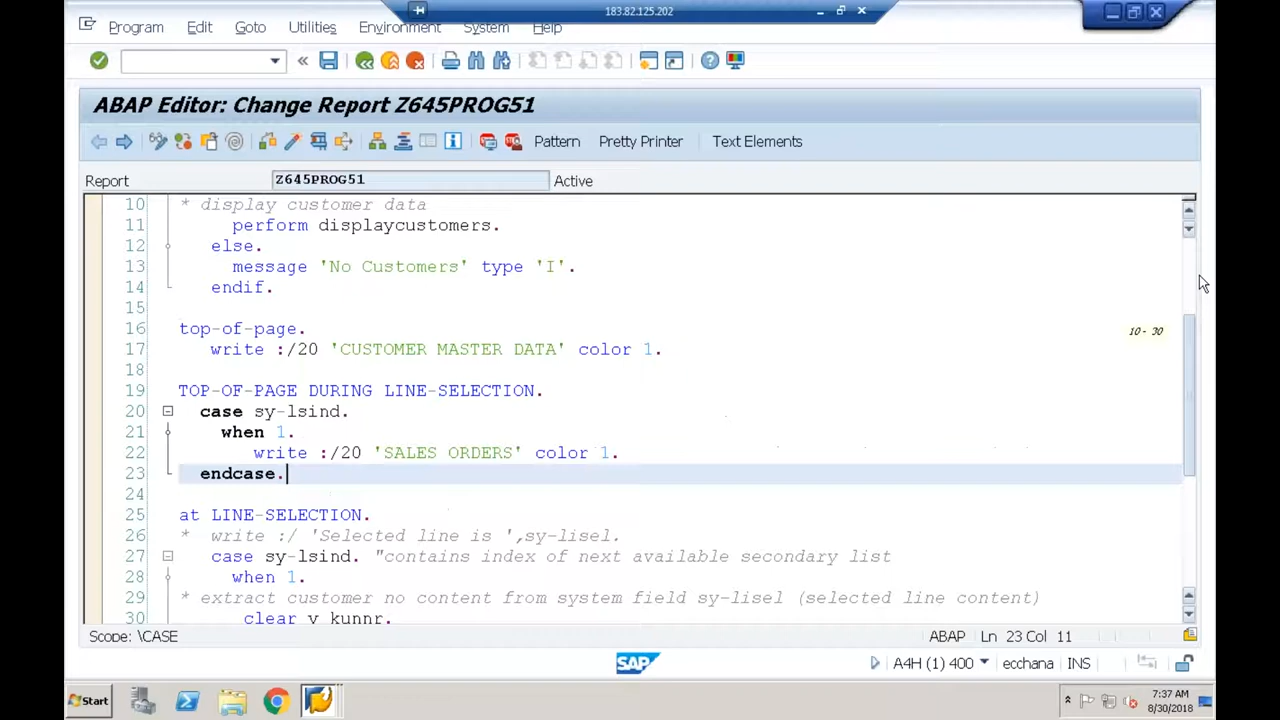 183.82.125.202
Program Edit Goto Utilities Environment System Help
ABAP Editor: Change Report Z645PROG51
Pattern Pretty Printer Text Elements
Report Z645PROG51 Active
10 * display customer data
11 perform displaycustomers.
12 else.
13 message 'No Customers' type 'I'.
14 endif.
15
16 top-of-page.
10 - 30
17 write :/20 'CUSTOMER MASTER DATA' color 1.
18
19 TOP-OF-PAGE DURING LINE-SELECTION.
20 case sy-lsind.
21 when 1.
22 write :/20 'SALES ORDERS' color 1.
23 endcase.
24
25 at LINE-SELECTION.
26 * write :/ 'Selected line is ',sy-lisel.
27 case sy-lsind. "contains index of next available secondary list
28 when 1.
29 * extract customer no content from system field sy-lisel (selected line content)
30 clear v_kunnr.
Scope: \CASE ABAP Ln 23 Col 11
SAP A4H (1) 400 ecchana INS
Start 7:37 AM
8/30/2018